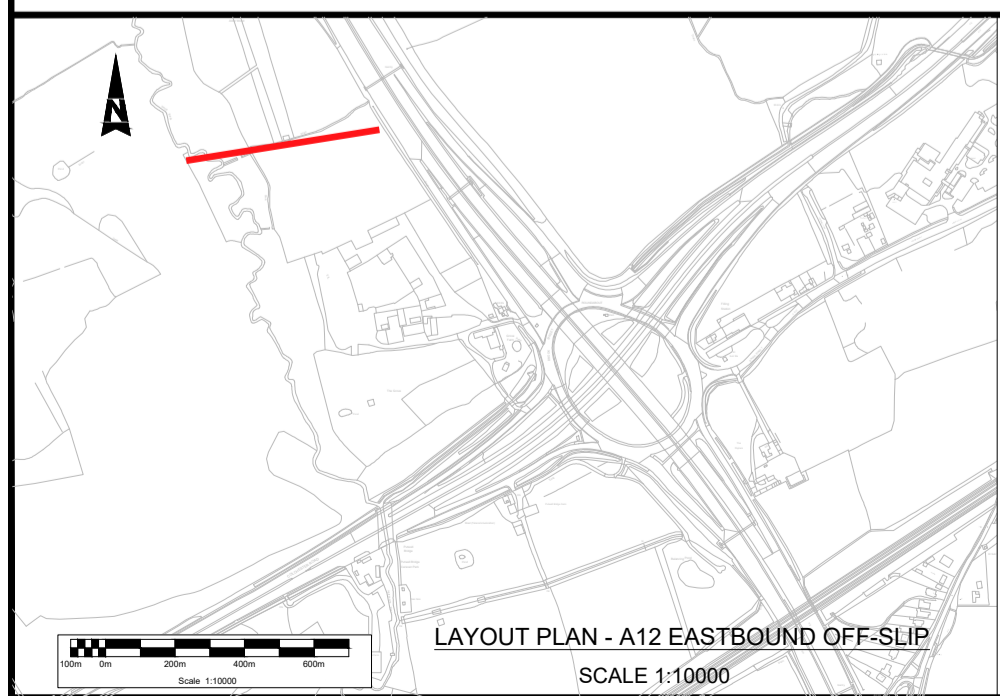 N
100m 0m 200m 400m 600m
Scale 1:10000
LAYOUT PLAN - A12 EASTBOUND OFF-SLIP
SCALE 1:10000